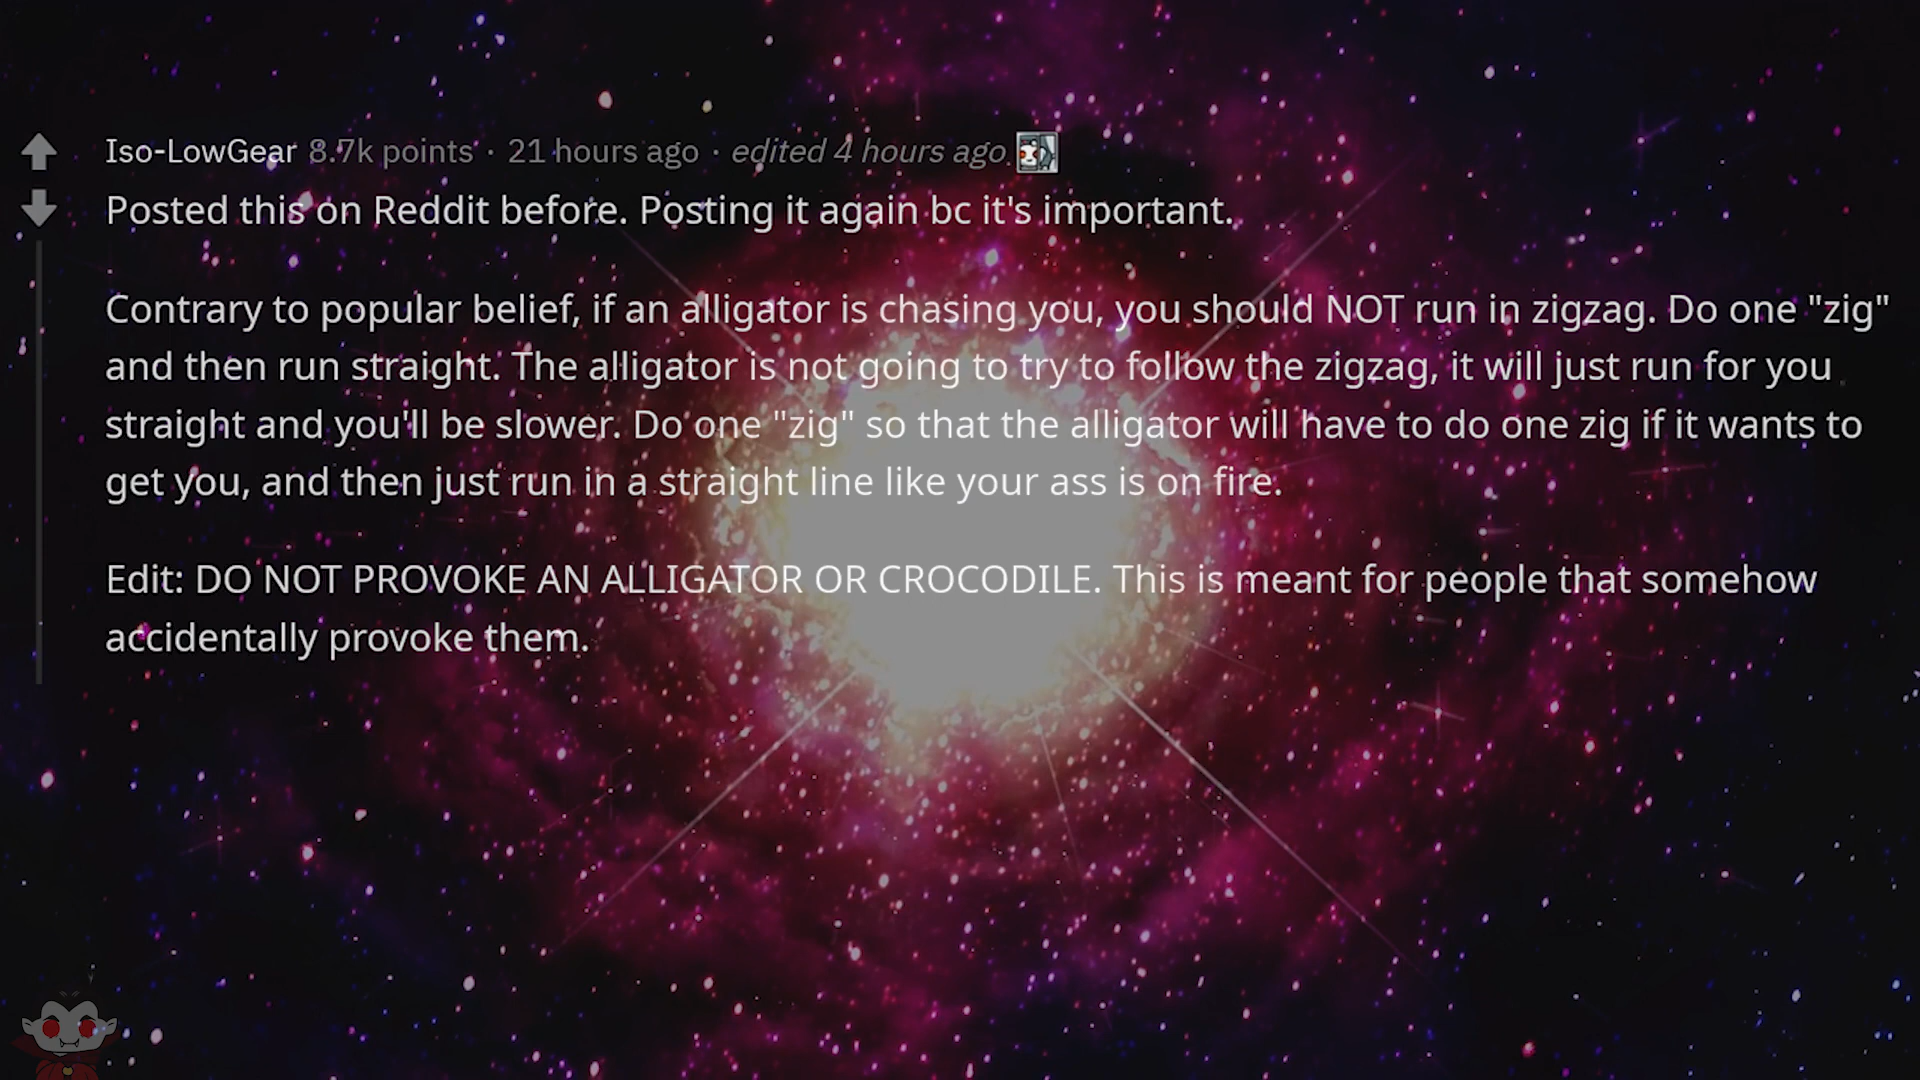 Iso-LowGear 8.7k points · 21 hours ago · edited 4 hours ago
Posted this on Reddit before. Posting it again bc it's important.
Contrary to popular belief, if an alligator is chasing you, you should NOT run in zigzag. Do one "zig"
and then run straight. The alligator is not going to try to follow the zigzag, it will just run for you
straight and you'll be slower. Do one "zig" so that the alligator will have to do one zig if it wants to
get you, and then just run in a straight line like your ass is on fire.
Edit: DO NOT PROVOKE AN ALLIGATOR OR CROCODILE. This is meant for people that somehow
accidentally provoke them.